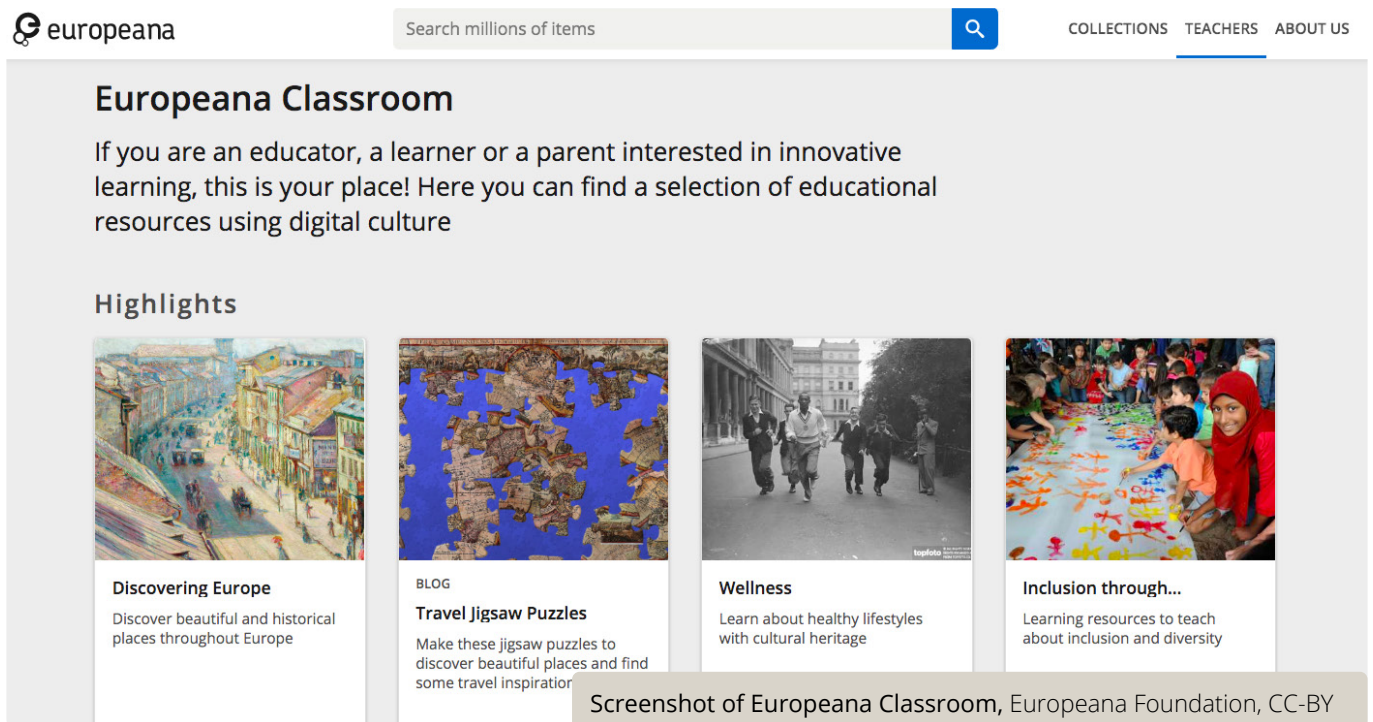 europeana
Search millions of items
COLLECTIONS TEACHERS ABOUT US
Europeana Classroom
If you are an educator, a learner or a parent interested in innovative
learning, this is your place! Here you can find a selection of educational
resources using digital culture
Highlights
topfoto
Discovering Europe
Discover beautiful and historical
places throughout Europe
BLOG
Travel Jigsaw Puzzles
Make these jigsaw puzzles to
discover beautiful places and find
some travel inspiration
Wellness
Learn about healthy lifestyles
with cultural heritage
Inclusion through...
Learning resources to teach
about inclusion and diversity
Screenshot of Europeana Classroom, Europeana Foundation, CC-BY